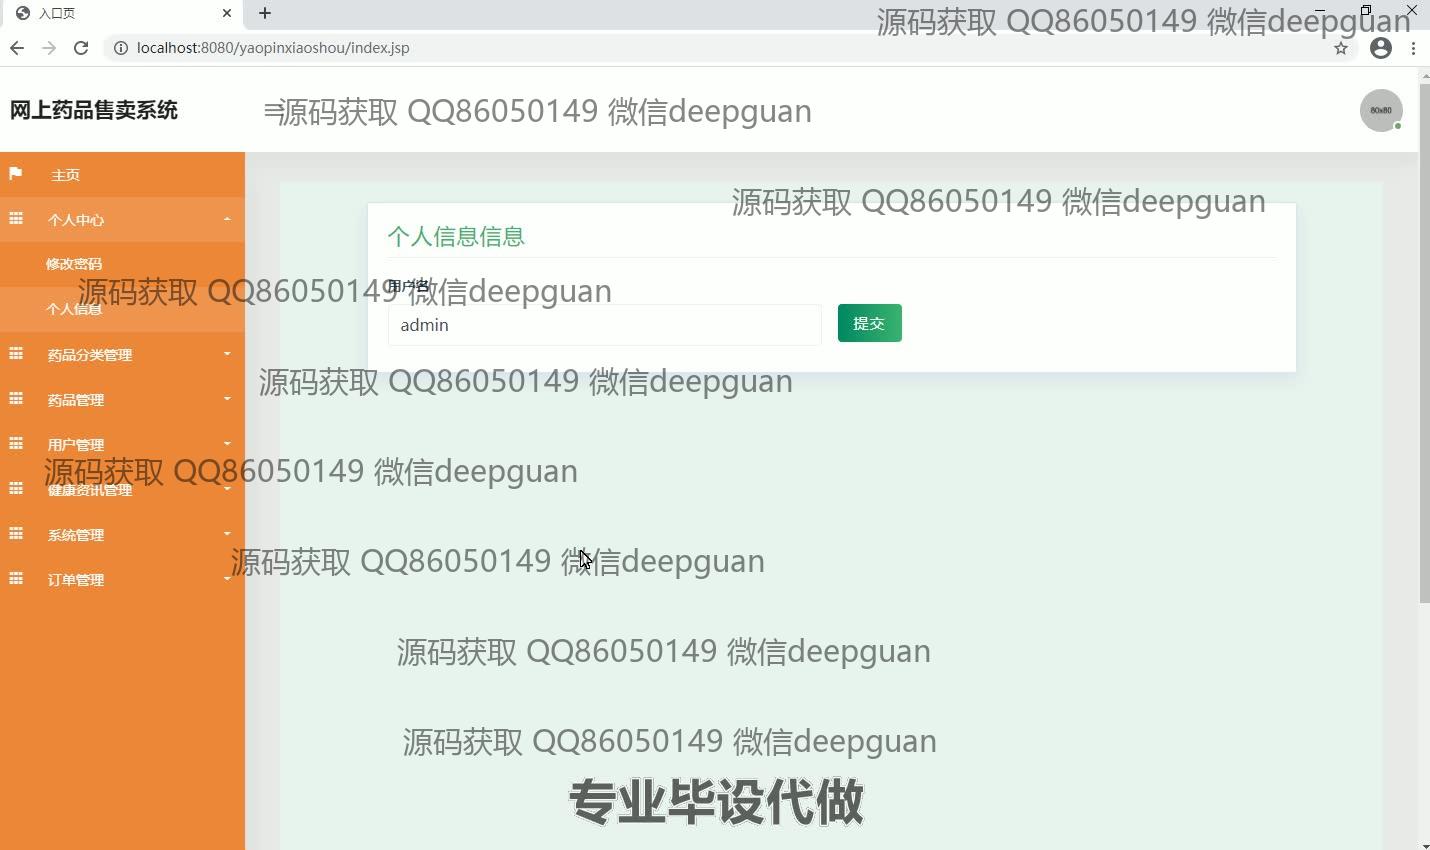 入口页
源码获取 QQ86050149 微信deepguan
localhost:8080/yaopinxiaoshou/index.jsp
网上药品售卖系统
源码获取 QQ86050149 微信deepguan
80x80
主页
源码获取 QQ86050149 微信deepguan
个人中心
个人信息信息
修改密码
用户名
源码获取 QQ86050149 微信deepguan
个人信息
admin
提交
药品分类管理
源码获取 QQ86050149 微信deepguan
药品管理
用户管理
源码获取 QQ86050149 微信deepguan
健康资讯管理
系统管理
源码获取 QQ86050149 微信deepguan
订单管理
源码获取 QQ86050149 微信deepguan
源码获取 QQ86050149 微信deepguan
专业毕设代做